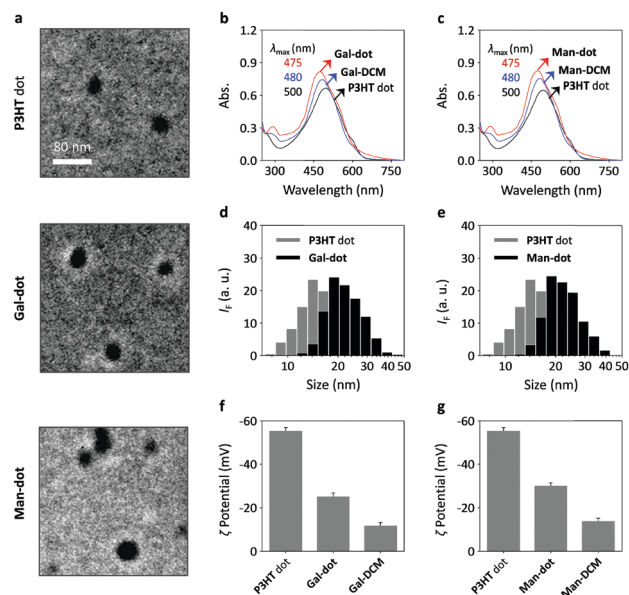 a
P3HT dot
80 nm
Gal-dot
Man-dot
b
1.2
0.9
0.6
0.3
0.0
Abs.
λmax (nm)
475
480
500
Gal-dot
Gal-DCM
P3HT dot
300 450 600 750
Wavelength (nm)
c
1.2
0.9
0.6
0.3
0.0
Abs.
λmax (nm)
475
480
500
Man-dot
Man-DCM
P3HT dot
300 450 600 750
Wavelength (nm)
d
40
30
20
10
0
IF (a. u.)
P3HT dot
Gal-dot
10 20 30 40 50
Size (nm)
e
40
30
20
10
0
IF (a. u.)
P3HT dot
Man-dot
10 20 30 40 50
Size (nm)
f
-60
-40
-20
0
ζ Potential (mV)
P3HT dot
Gal-dot
Gal-DCM
g
-60
-40
-20
0
ζ Potential (mV)
P3HT dot
Man-dot
Man-DCM